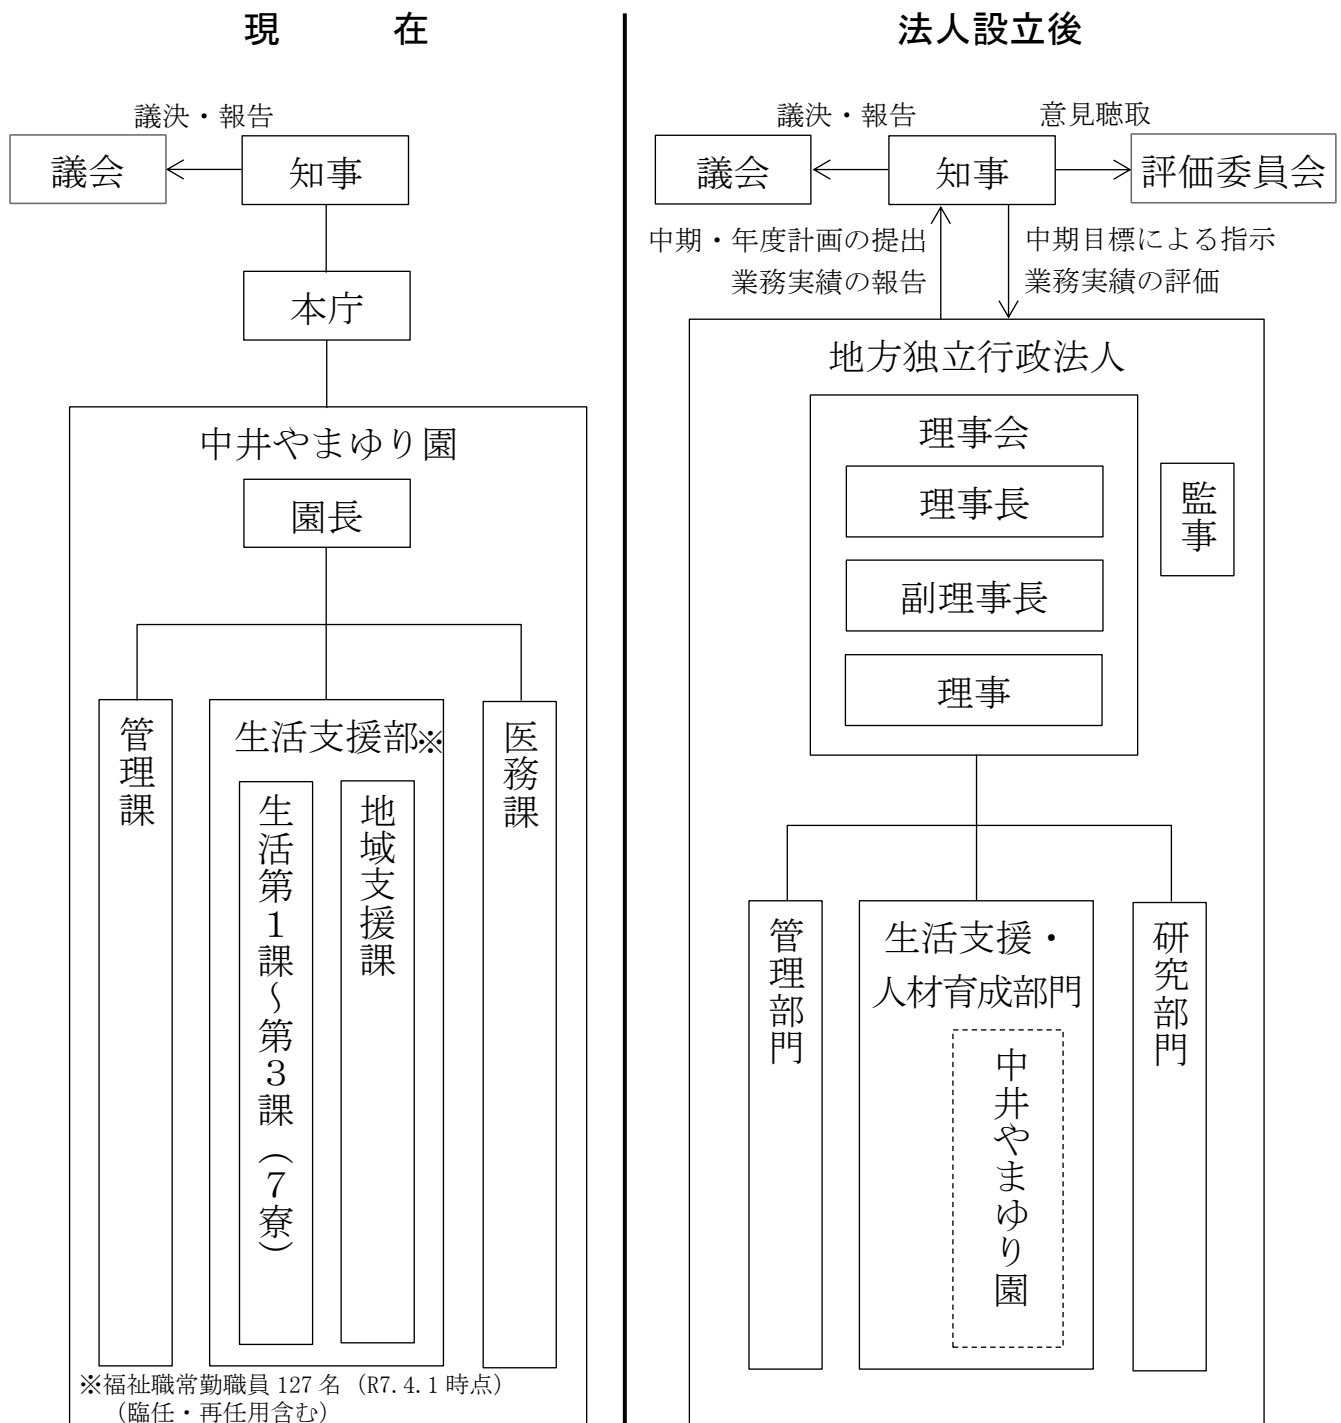 現　　在
議決・報告
議会
知事
本庁
中井やまゆり園
園長
管理課
生活支援部※
生活第１課～第３課（７寮）
地域支援課
医務課
※福祉職常勤職員 127 名（R7.4.1 時点）
（臨任・再任用含む）
法人設立後
議決・報告
意見聴取
議会
知事
評価委員会
中期・年度計画の提出
業務実績の報告
中期目標による指示
業務実績の評価
地方独立行政法人
理事会
理事長
副理事長
理事
監事
管理部門
生活支援・
人材育成部門
中井やまゆり園
研究部門